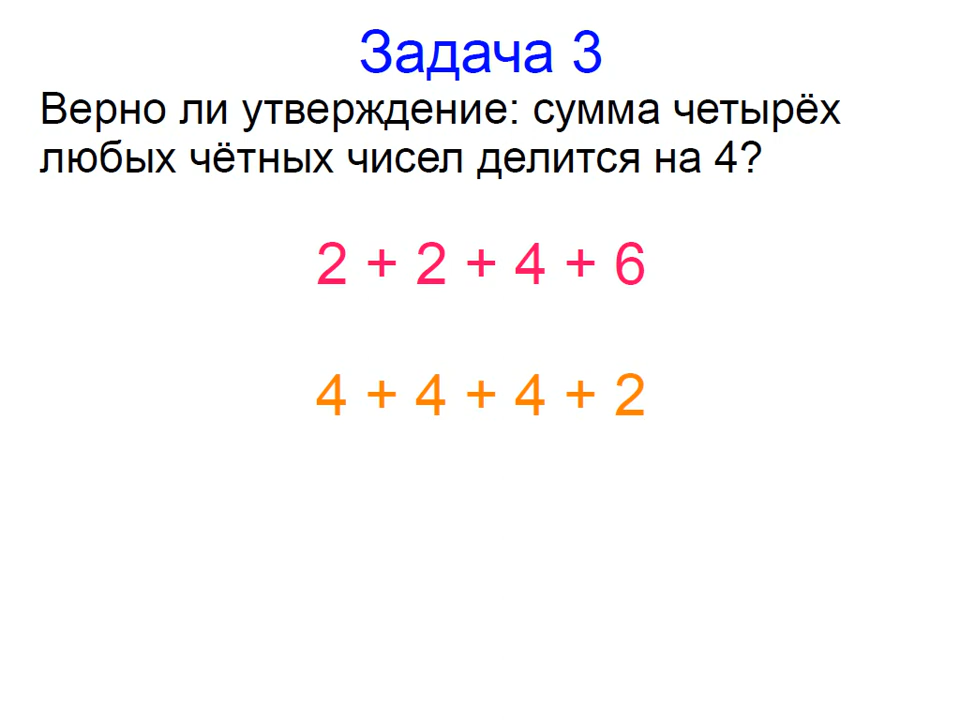 Задача 3
Верно ли утверждение: сумма четырёх
любых чётных чисел делится на 4?
2 + 2 + 4 + 6
4 + 4 + 4 + 2